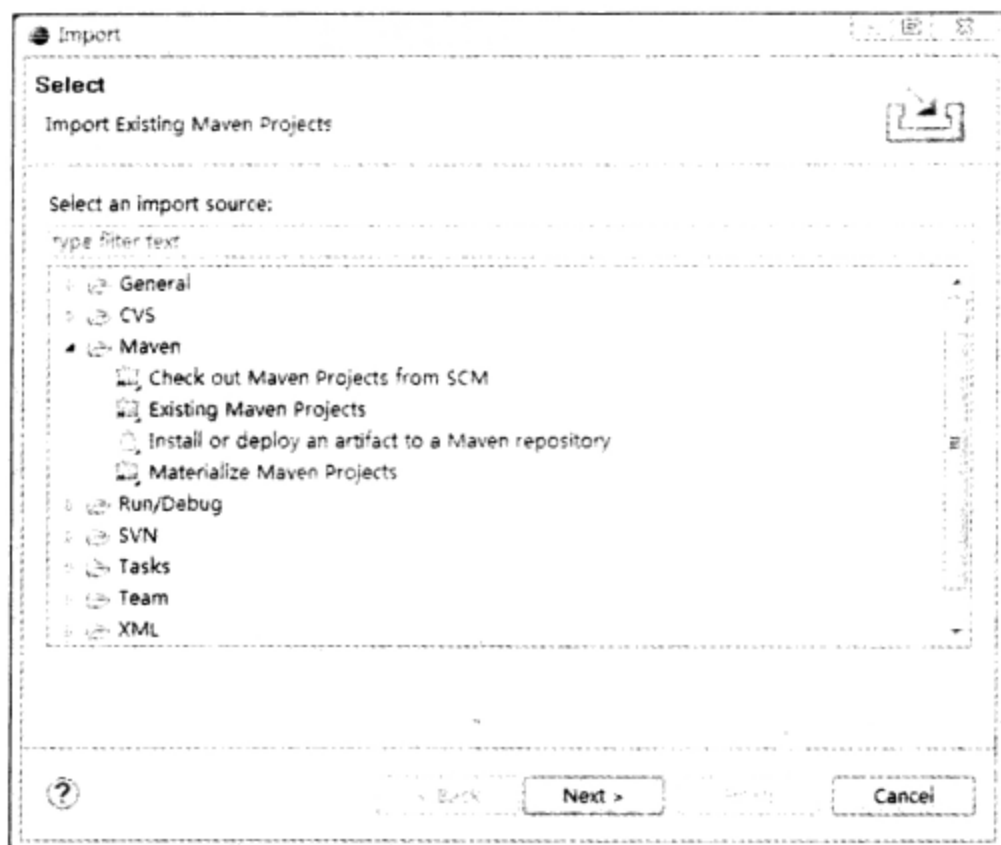 Import
Select
Import Existing Maven Projects
Select an import source:
type filter text
General
CVS
Maven
Check out Maven Projects from SCM
Existing Maven Projects
Install or deploy an artifact to a Maven repository
Materialize Maven Projects
Run/Debug
SVN
Tasks
Team
XML
? < Back Next > Finish Cancel